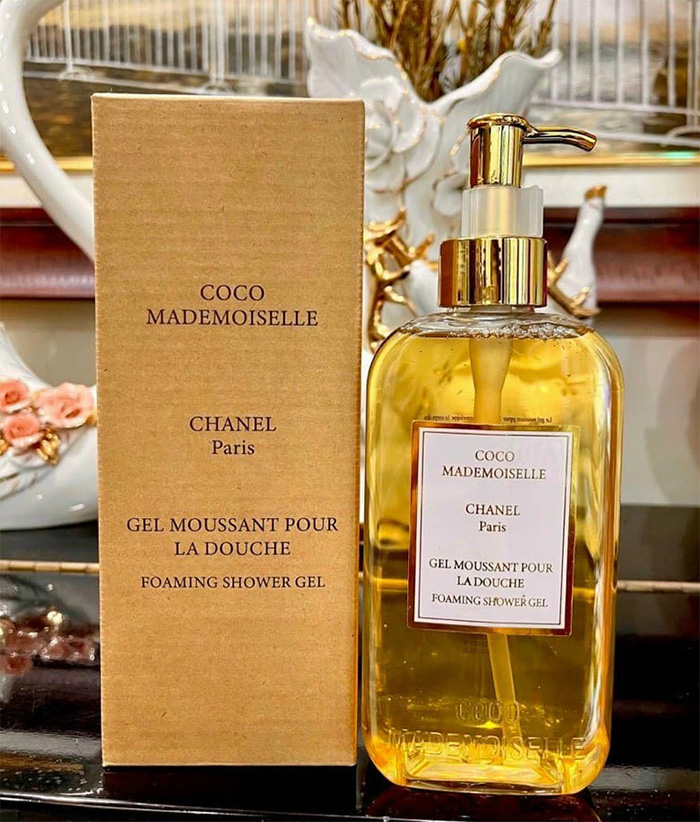 COCO
MADEMOISELLE
CHANEL
Paris
GEL MOUSSANT POUR
LA DOUCHE
FOAMING SHOWER GEL
COCO
MADEMOISELLE
CHANEL
Paris
GEL MOUSSANT POUR
LA DOUCHE
FOAMING SHOWER GEL
COCO
MADEMOISELLE